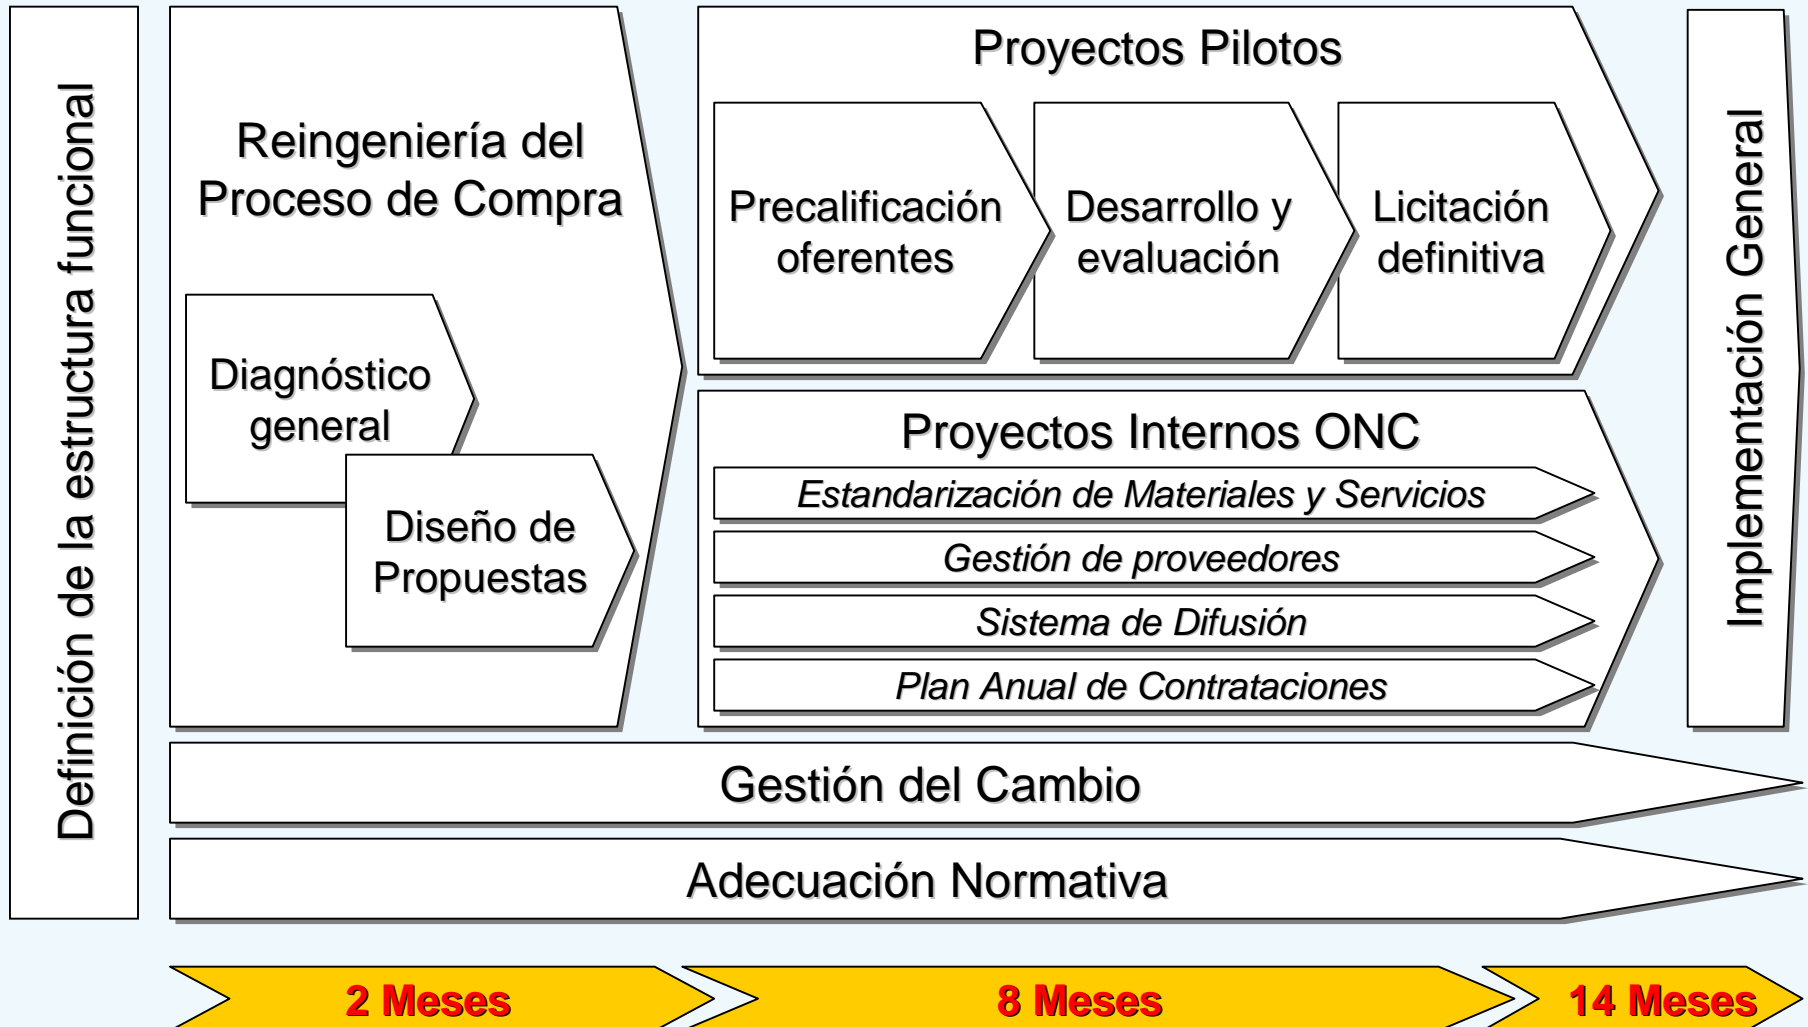 Definición de la estructura funcional
Reingeniería del
Proceso de Compra
Diagnóstico
general
Diseño de
Propuestas
Proyectos Pilotos
Precalificación
oferentes
Desarrollo y
evaluación
Licitación
definitiva
Proyectos Internos ONC
Estandarización de Materiales y Servicios
Gestión de proveedores
Sistema de Difusión
Plan Anual de Contrataciones
Implementación General
Gestión del Cambio
Adecuación Normativa
2 Meses
8 Meses
14 Meses